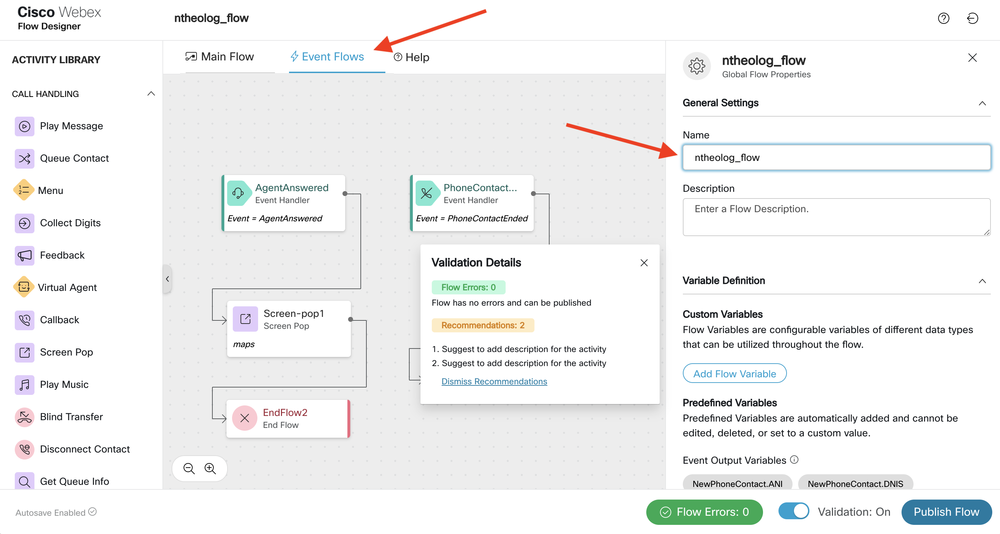 Cisco Webex
Flow Designer
ntheolog_flow
ACTIVITY LIBRARY
CALL HANDLING
Play Message
Queue Contact
Menu
Collect Digits
Feedback
Virtual Agent
Callback
Screen Pop
Play Music
Blind Transfer
Disconnect Contact
Get Queue Info
Main Flow
Event Flows
Help
AgentAnswered
Event Handler
Event = AgentAnswered
PhoneContact...
Event Handler
Event = PhoneContactEnded
Screen-pop1
Screen Pop
maps
EndFlow2
End Flow
Validation Details
Flow Errors: 0
Flow has no errors and can be published
Recommendations: 2
1. Suggest to add description for the activity
2. Suggest to add description for the activity
Dismiss Recommendations
ntheolog_flow
Global Flow Properties
General Settings
Name
ntheolog_flow
Description
Enter a Flow Description.
Variable Definition
Custom Variables
Flow Variables are configurable variables of different data types
that can be utilized throughout the flow.
Add Flow Variable
Predefined Variables
Predefined Variables are automatically added and cannot be
edited, deleted, or set to a custom value.
Event Output Variables
NewPhoneContact.ANI
NewPhoneContact.DNIS
Autosave Enabled
Flow Errors: 0
Validation: On
Publish Flow